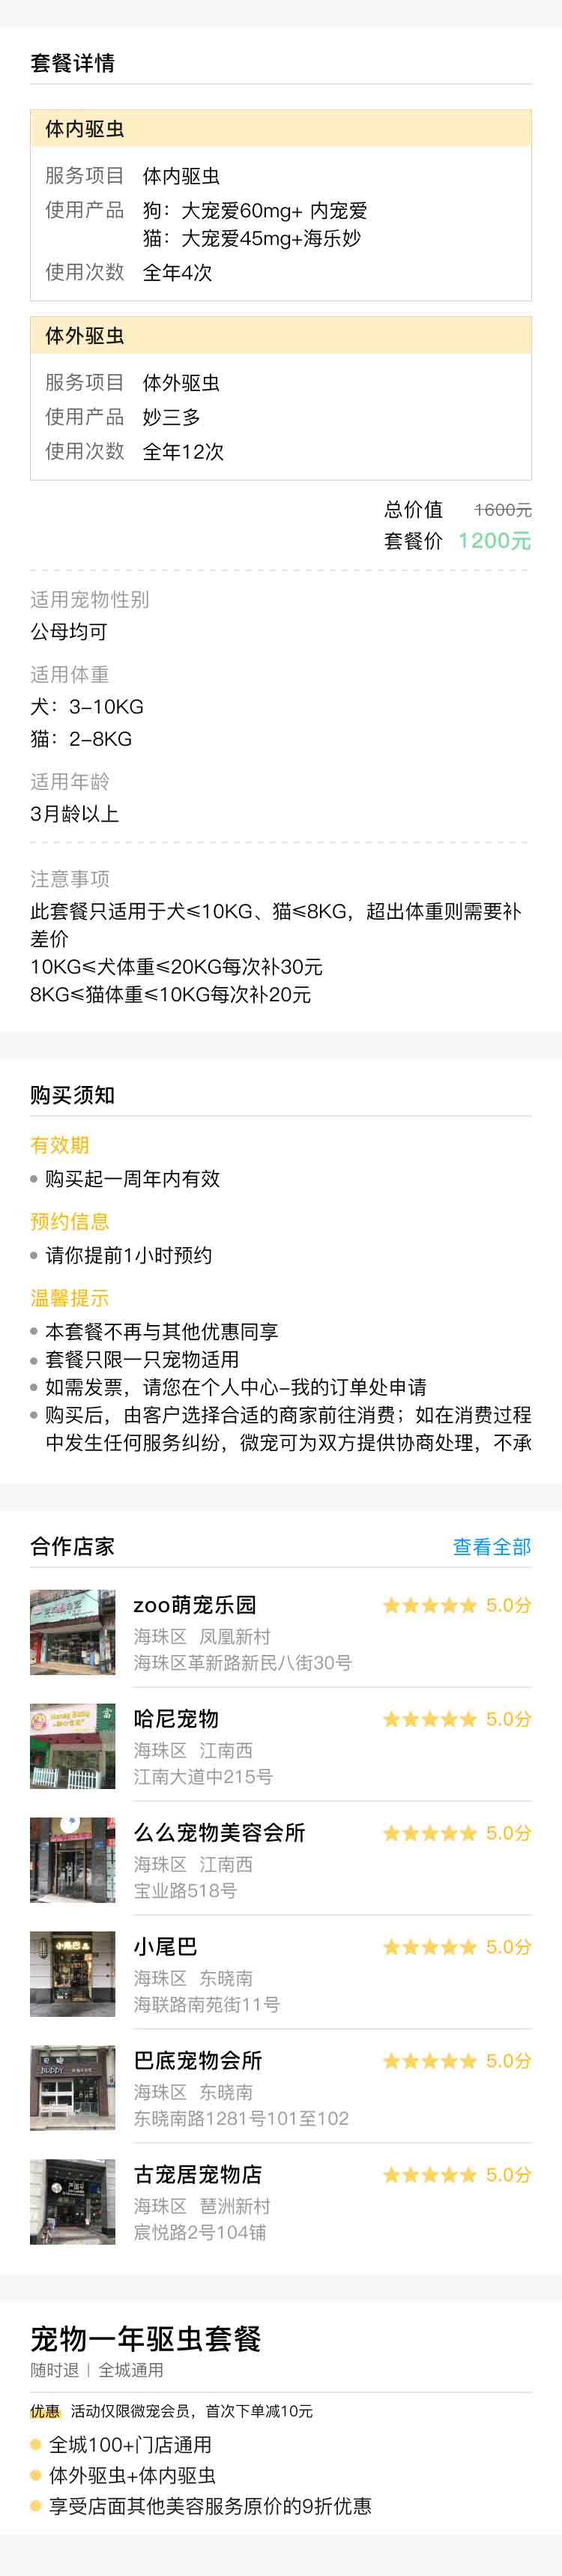 套餐详情
体内驱虫
服务项目 体内驱虫
使用产品 狗：大宠爱60mg+ 内宠爱
猫：大宠爱45mg+海乐妙
使用次数 全年4次
体外驱虫
服务项目 体外驱虫
使用产品 妙三多
使用次数 全年12次
总价值 1600元
套餐价 1200元
适用宠物性别
公母均可
适用体重
犬：3-10KG
猫：2-8KG
适用年龄
3月龄以上
注意事项
此套餐只适用于犬≤10KG、猫≤8KG，超出体重则需要补
差价
10KG≤犬体重≤20KG每次补30元
8KG≤猫体重≤10KG每次补20元
购买须知
有效期
购买起一周年内有效
预约信息
请你提前1小时预约
温馨提示
本套餐不再与其他优惠同享
套餐只限一只宠物适用
如需发票，请您在个人中心-我的订单处申请
购买后，由客户选择合适的商家前往消费；如在消费过程
中发生任何服务纠纷，微宠可为双方提供协商处理，不承
合作店家 查看全部
zoo萌宠乐园 5.0分
海珠区 凤凰新村
海珠区革新路新民八街30号
哈尼宠物 5.0分
海珠区 江南西
江南大道中215号
么么宠物美容会所 5.0分
海珠区 江南西
宝业路518号
小尾巴
小尾巴 5.0分
海珠区 东晓南
海联路南苑街11号
巴底宠物会所 5.0分
海珠区 东晓南
东晓南路1281号101至102
古宠居宠物店 5.0分
海珠区 琶洲新村
宸悦路2号104铺
宠物一年驱虫套餐
随时退 | 全城通用
优惠 活动仅限微宠会员，首次下单减10元
全城100+门店通用
体外驱虫+体内驱虫
享受店面其他美容服务原价的9折优惠